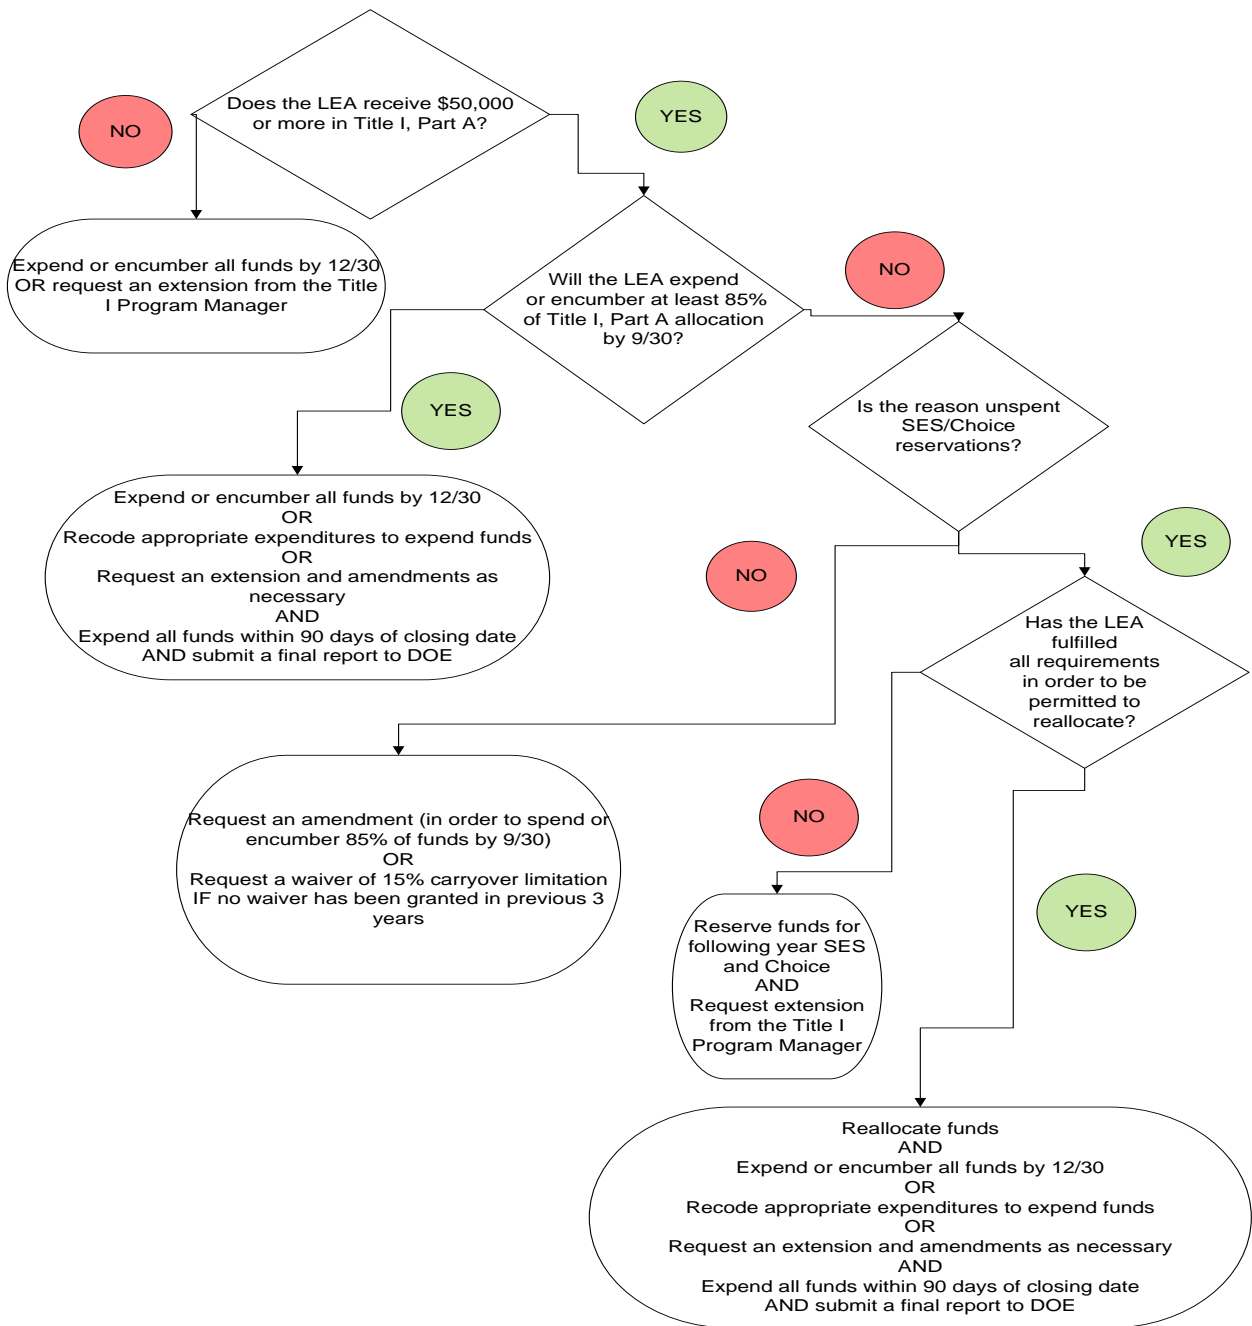 Does the LEA receive $50,000
or more in Title I, Part A?
NO
YES
Expend or encumber all funds by 12/30
OR request an extension from the Title
I Program Manager
Will the LEA expend
or encumber at least 85%
of Title I, Part A allocation
by 9/30?
NO
YES
Is the reason unspent
SES/Choice
reservations?
Expend or encumber all funds by 12/30
OR
Recode appropriate expenditures to expend funds
OR
Request an extension and amendments as
necessary
AND
Expend all funds within 90 days of closing date
AND submit a final report to DOE
NO
YES
Has the LEA
fulfilled
all requirements
in order to be
permitted to
reallocate?
Request an amendment (in order to spend or
encumber 85% of funds by 9/30)
OR
Request a waiver of 15% carryover limitation
IF no waiver has been granted in previous 3
years
NO
YES
Reserve funds for
following year SES
and Choice
AND
Request extension
from the Title I
Program Manager
Reallocate funds
AND
Expend or encumber all funds by 12/30
OR
Recode appropriate expenditures to expend funds
OR
Request an extension and amendments as necessary
AND
Expend all funds within 90 days of closing date
AND submit a final report to DOE